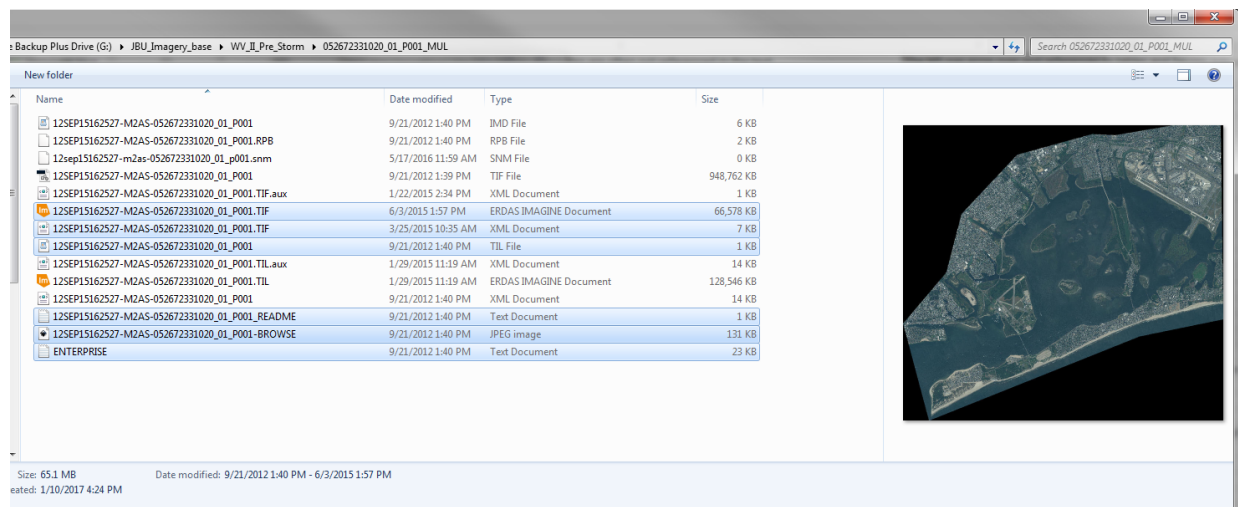 e Backup Plus Drive (G:) ▸ JBU_Imagery_base ▸ WV_II_Pre_Storm ▸ 052672331020_01_P001_MUL Search 052672331020_01_P001_MUL
New folder
Name Date modified Type Size
12SEP15162527-M2AS-052672331020_01_P001 9/21/2012 1:40 PM IMD File 6 KB
12SEP15162527-M2AS-052672331020_01_P001.RPB 9/21/2012 1:40 PM RPB File 2 KB
12sep15162527-m2as-052672331020_01_p001.snm 5/17/2016 11:59 AM SNM File 0 KB
12SEP15162527-M2AS-052672331020_01_P001 9/21/2012 1:39 PM TIF File 948,762 KB
12SEP15162527-M2AS-052672331020_01_P001.TIF.aux 1/22/2015 2:34 PM XML Document 1 KB
12SEP15162527-M2AS-052672331020_01_P001.TIF 6/3/2015 1:57 PM ERDAS IMAGINE Document 66,578 KB
12SEP15162527-M2AS-052672331020_01_P001.TIF 3/25/2015 10:35 AM XML Document 7 KB
12SEP15162527-M2AS-052672331020_01_P001 9/21/2012 1:40 PM TIL File 1 KB
12SEP15162527-M2AS-052672331020_01_P001.TIL.aux 1/29/2015 11:19 AM XML Document 14 KB
12SEP15162527-M2AS-052672331020_01_P001.TIL 1/29/2015 11:19 AM ERDAS IMAGINE Document 128,546 KB
12SEP15162527-M2AS-052672331020_01_P001 9/21/2012 1:40 PM XML Document 14 KB
12SEP15162527-M2AS-052672331020_01_P001_README 9/21/2012 1:40 PM Text Document 1 KB
12SEP15162527-M2AS-052672331020_01_P001-BROWSE 9/21/2012 1:40 PM JPEG image 131 KB
ENTERPRISE 9/21/2012 1:40 PM Text Document 23 KB
Size: 65.1 MB Date modified: 9/21/2012 1:40 PM - 6/3/2015 1:57 PM
eated: 1/10/2017 4:24 PM